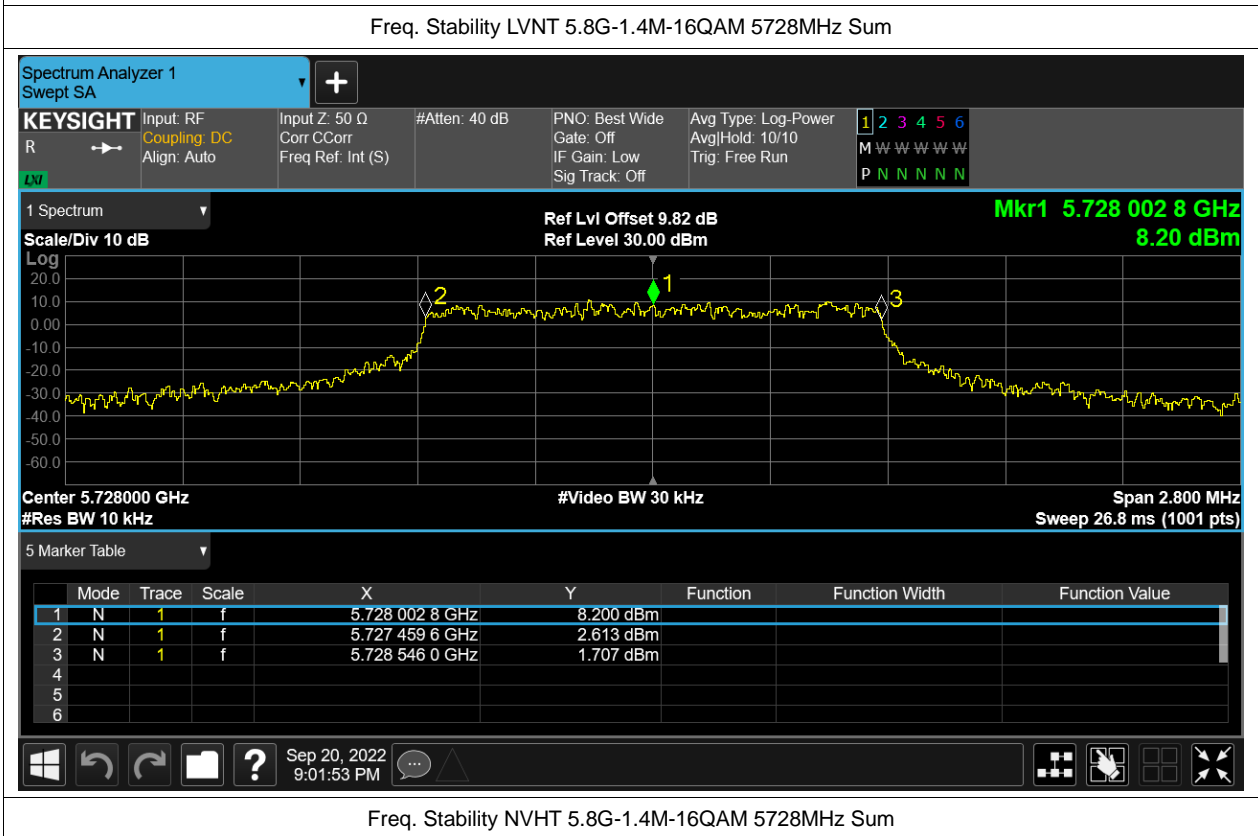 Freq. Stability LVNT 5.8G-1.4M-16QAM 5728MHz Sum
Spectrum Analyzer 1
Swept SA
+
KEYSIGHT
R
LXI
Input: RF
Coupling: DC
Align: Auto
Input Z: 50 Ω
Corr CCorr
Freq Ref: Int (S)
#Atten: 40 dB
PNO: Best Wide
Gate: Off
IF Gain: Low
Sig Track: Off
Avg Type: Log-Power
Avg|Hold: 10/10
Trig: Free Run
1 2 3 4 5 6
M W W W W W
P N N N N N
1 Spectrum
Scale/Div 10 dB
Ref Lvl Offset 9.82 dB
Ref Level 30.00 dBm
Mkr1 5.728 002 8 GHz
8.20 dBm
Log
20.0
10.0
0.00
-10.0
-20.0
-30.0
-40.0
-50.0
-60.0
2
1
3
Center 5.728000 GHz
#Video BW 30 kHz
Span 2.800 MHz
#Res BW 10 kHz
Sweep 26.8 ms (1001 pts)
5 Marker Table
Mode Trace Scale X Y Function Function Width Function Value
1 N 1 f 5.728 002 8 GHz 8.200 dBm
2 N 1 f 5.727 459 6 GHz 2.613 dBm
3 N 1 f 5.728 546 0 GHz 1.707 dBm
4
5
6
?
Sep 20, 2022
9:01:53 PM
Freq. Stability NVHT 5.8G-1.4M-16QAM 5728MHz Sum